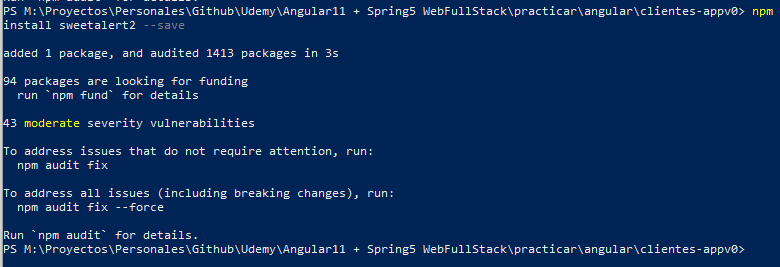 PS M:\Proyectos\Personales\Github\Udemy\Angular11 + Spring5 WebFullStack\practicar\angular\clientes-appv0> npm
install sweetalert2 --save
added 1 package, and audited 1413 packages in 3s
94 packages are looking for funding
  run `npm fund` for details
43 moderate severity vulnerabilities
To address issues that do not require attention, run:
  npm audit fix
To address all issues (including breaking changes), run:
  npm audit fix --force
Run `npm audit` for details.
PS M:\Proyectos\Personales\Github\Udemy\Angular11 + Spring5 WebFullStack\practicar\angular\clientes-appv0>